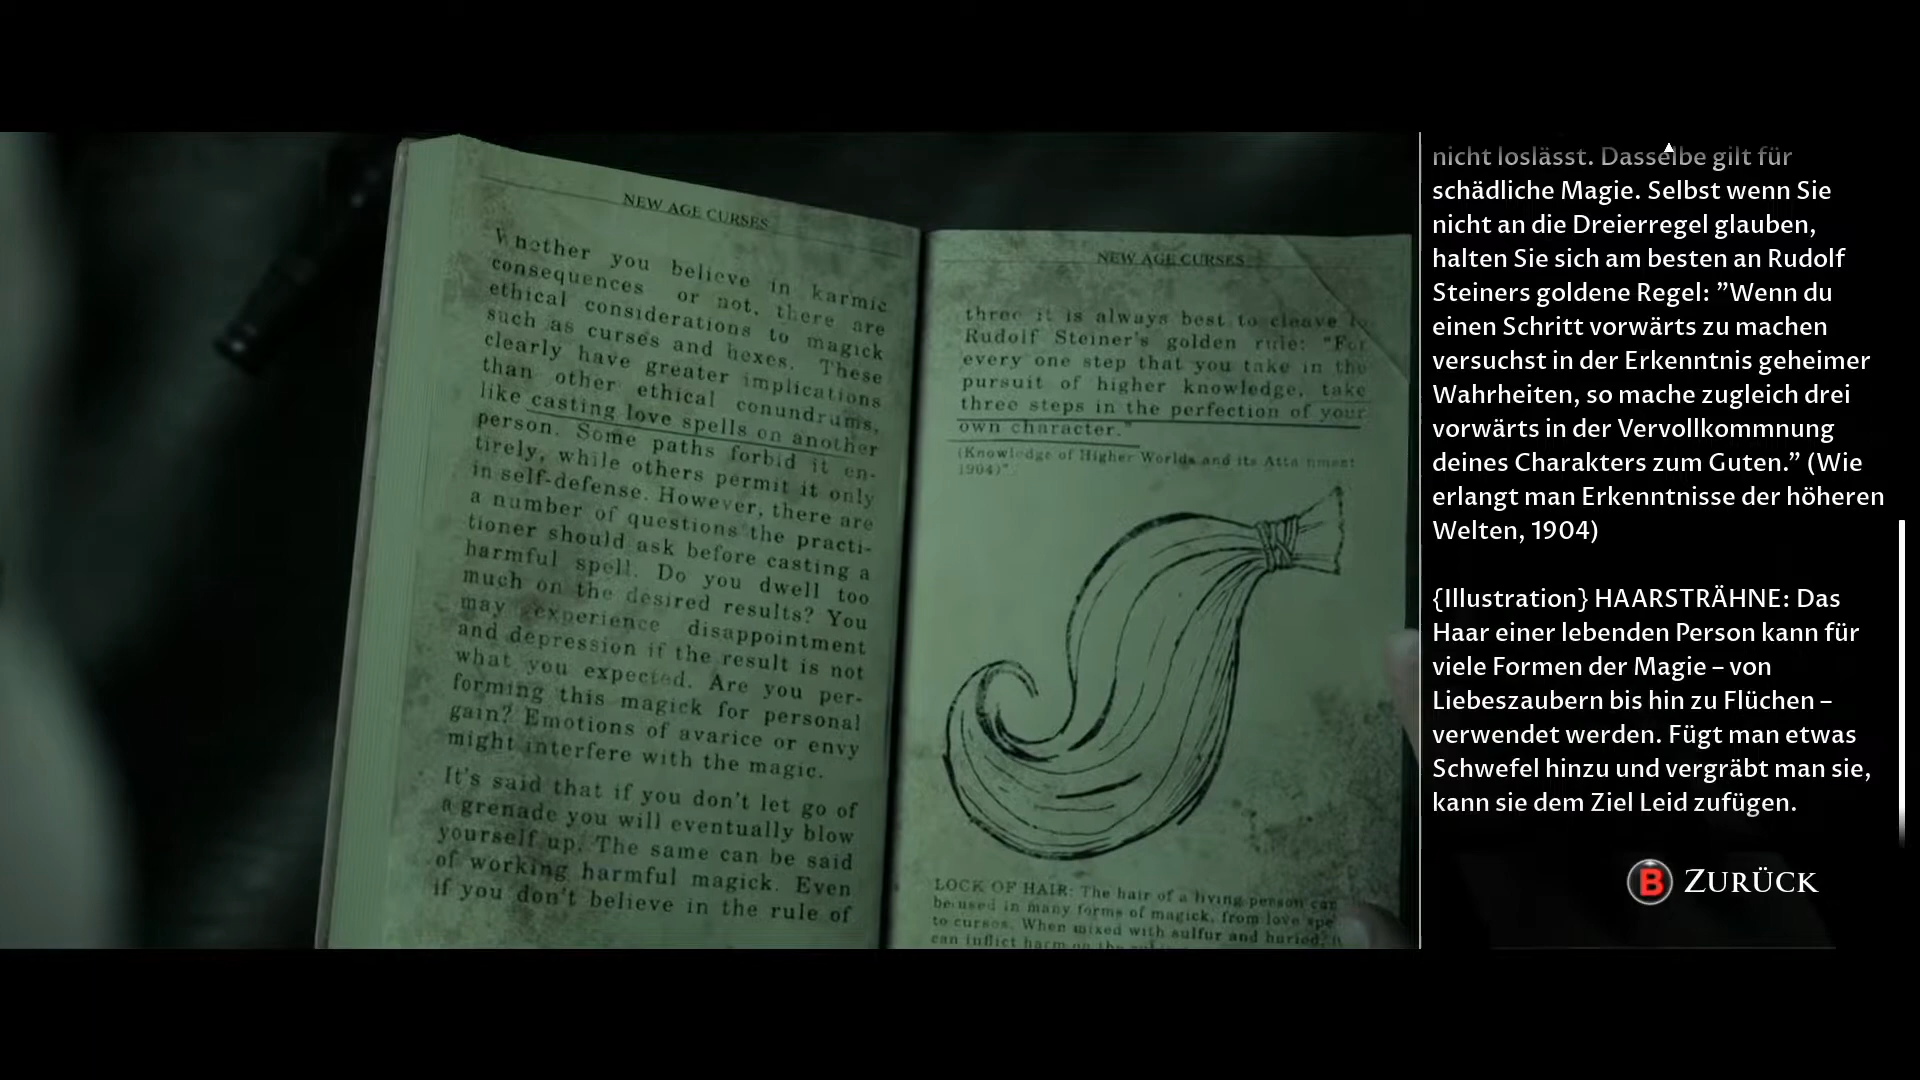 NEW AGE CURSES
Whether you believe in karmic
consequences or not, there are
ethical considerations to magick
such as curses and hexes. These
clearly have greater implications
than other ethical conundrums,
like casting love spells on another
person. Some paths forbid it en-
tirely, while others permit it only
in self-defense. However, there are
a number of questions the practi-
tioner should ask before casting a
harmful spell. Do you dwell too
much on the desired results? You
may experience disappointment
and depression if the result is not
what you expected. Are you per-
forming this magick for personal
gain? Emotions of avarice or envy
might interfere with the magic.
It's said that if you don't let go of
a grenade you will eventually blow
yourself up. The same can be said
of working harmful magick. Even
if you don't believe in the rule of
NEW AGE CURSES
three it is always best to cleave to
Rudolf Steiner's golden rule: "For
every one step that you take in the
pursuit of higher knowledge, take
three steps in the perfection of your
own character."
(Knowledge of Higher Worlds and its Attainment
1904)"
LOCK OF HAIR: The hair of a living person can
be used in many forms of magick, from love spe
to curses. When mixed with sulfur and buried, it
can inflict harm on the
nicht loslässt. Dasselbe gilt für
schädliche Magie. Selbst wenn Sie
nicht an die Dreierregel glauben,
halten Sie sich am besten an Rudolf
Steiners goldene Regel: ”Wenn du
einen Schritt vorwärts zu machen
versuchst in der Erkenntnis geheimer
Wahrheiten, so mache zugleich drei
vorwärts in der Vervollkommnung
deines Charakters zum Guten.” (Wie
erlangt man Erkenntnisse der höheren
Welten, 1904)
{Illustration} HAARSTRÄHNE: Das
Haar einer lebenden Person kann für
viele Formen der Magie – von
Liebeszaubern bis hin zu Flüchen –
verwendet werden. Fügt man etwas
Schwefel hinzu und vergräbt man sie,
kann sie dem Ziel Leid zufügen.
B ZURÜCK